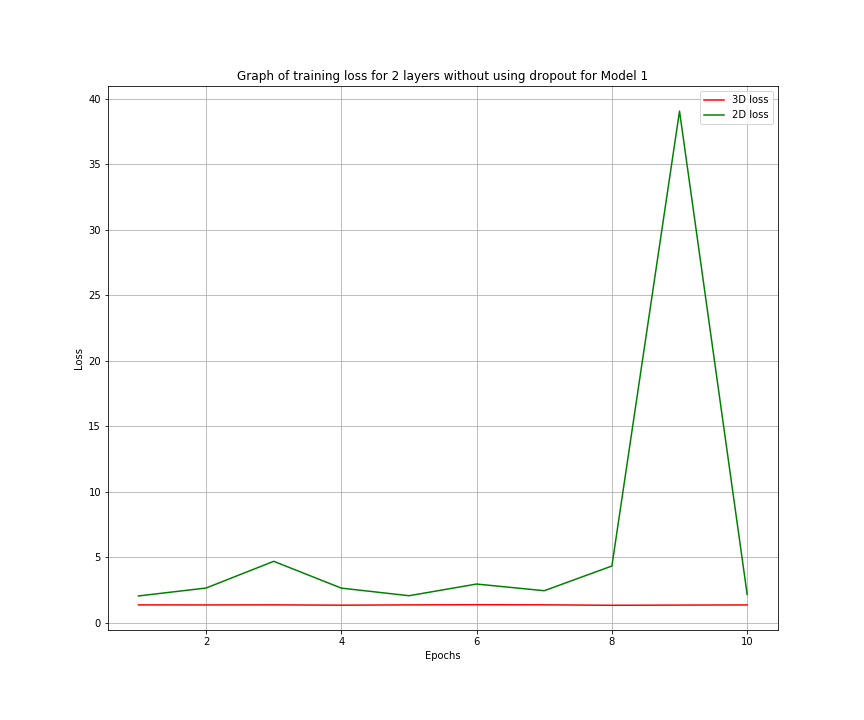 Graph of training loss for 2 layers without using dropout for Model 1
3D loss
2D loss
40
35
30
25
20
15
10
5
0
Loss
2 4 6 8 10
Epochs